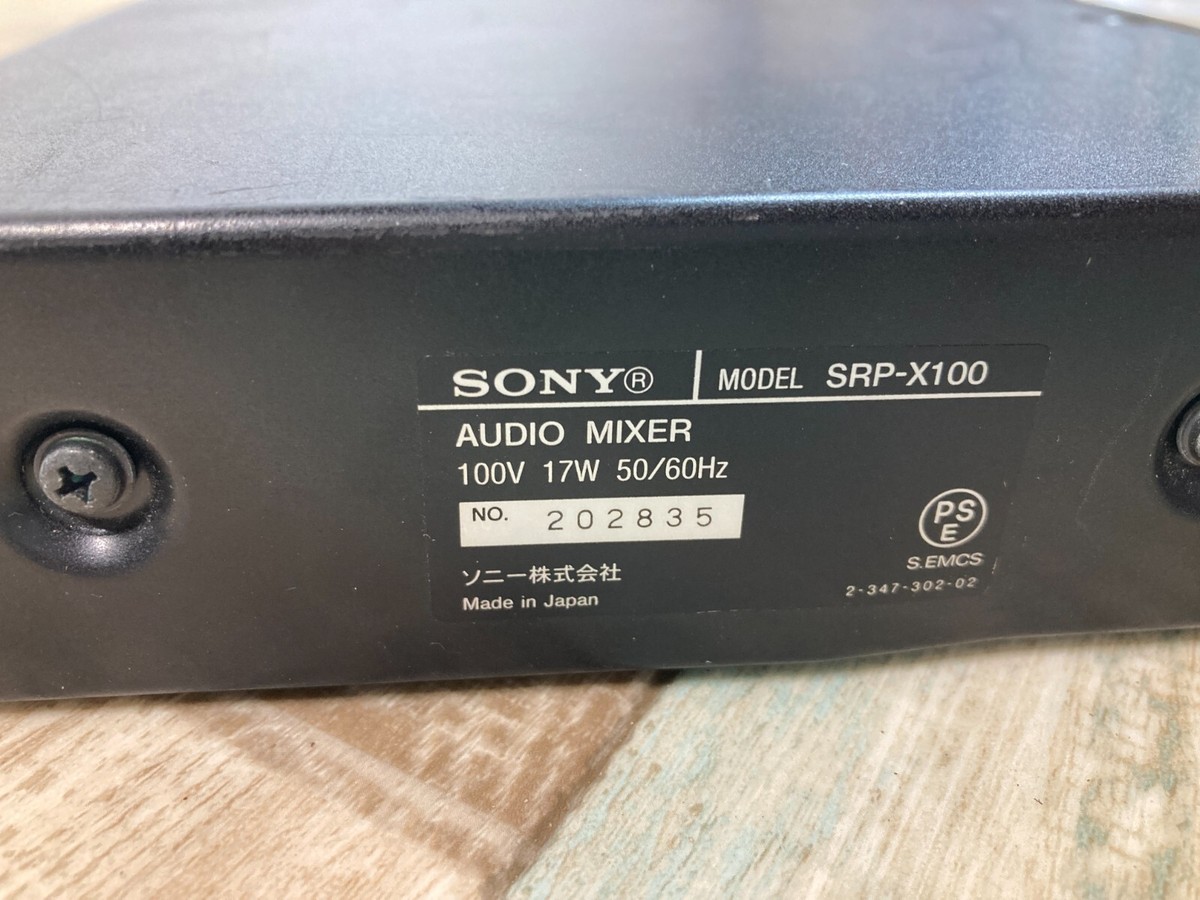 SONY® MODEL SRP-X100
AUDIO MIXER
100V 17W 50/60Hz
NO. 202835
ソニー株式会社
Made in Japan
PSE
S.EMCS
2-347-302-02